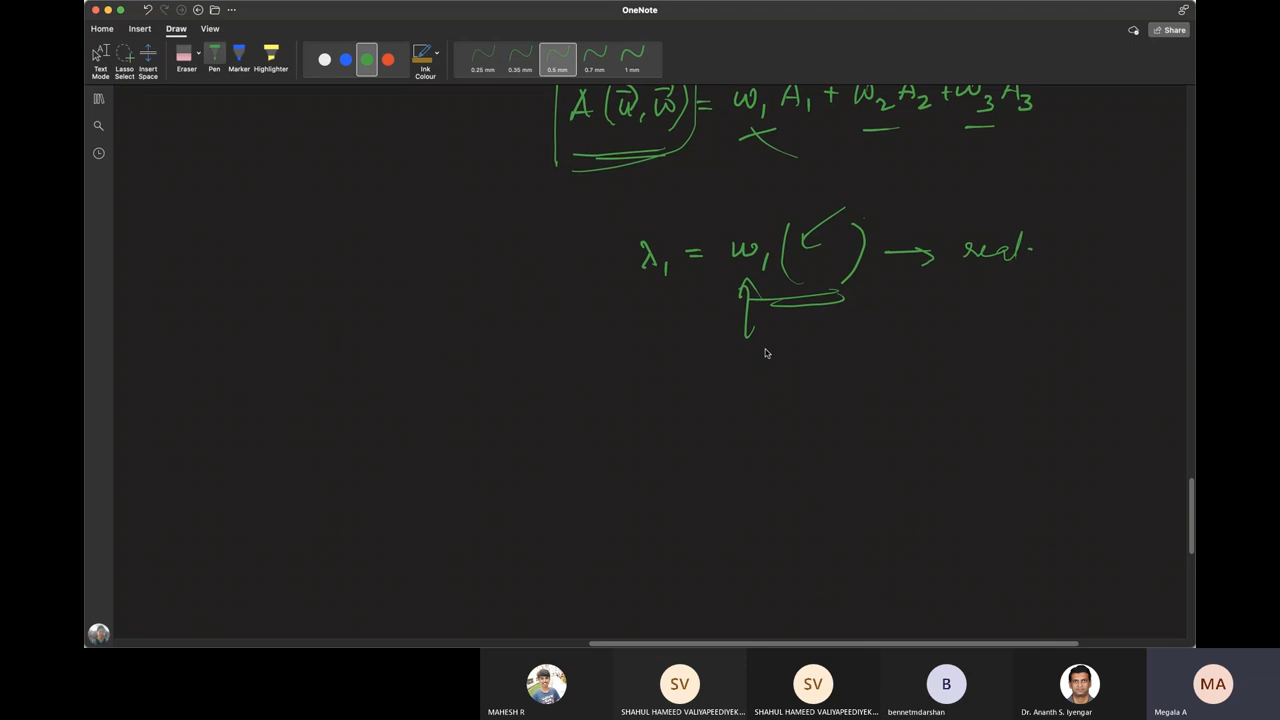 OneNote
Home Insert Draw View
Share
Text Mode Lasso Select Insert Space Eraser Pen Marker Highlighter Ink Colour 0.25 mm 0.35 mm 0.5 mm 0.7 mm 1 mm
A(u⃗, w⃗) = w₁ A₁ + w₂ A₂ + w₃ A₃
λ₁ = w₁ ( ) → real.
SV SV B MA
MAHESH R SHAHUL HAMEED VALIYAPEEDIYEK... SHAHUL HAMEED VALIYAPEEDIYEK... bennetmdarshan Dr. Ananth S. Iyengar Megala A